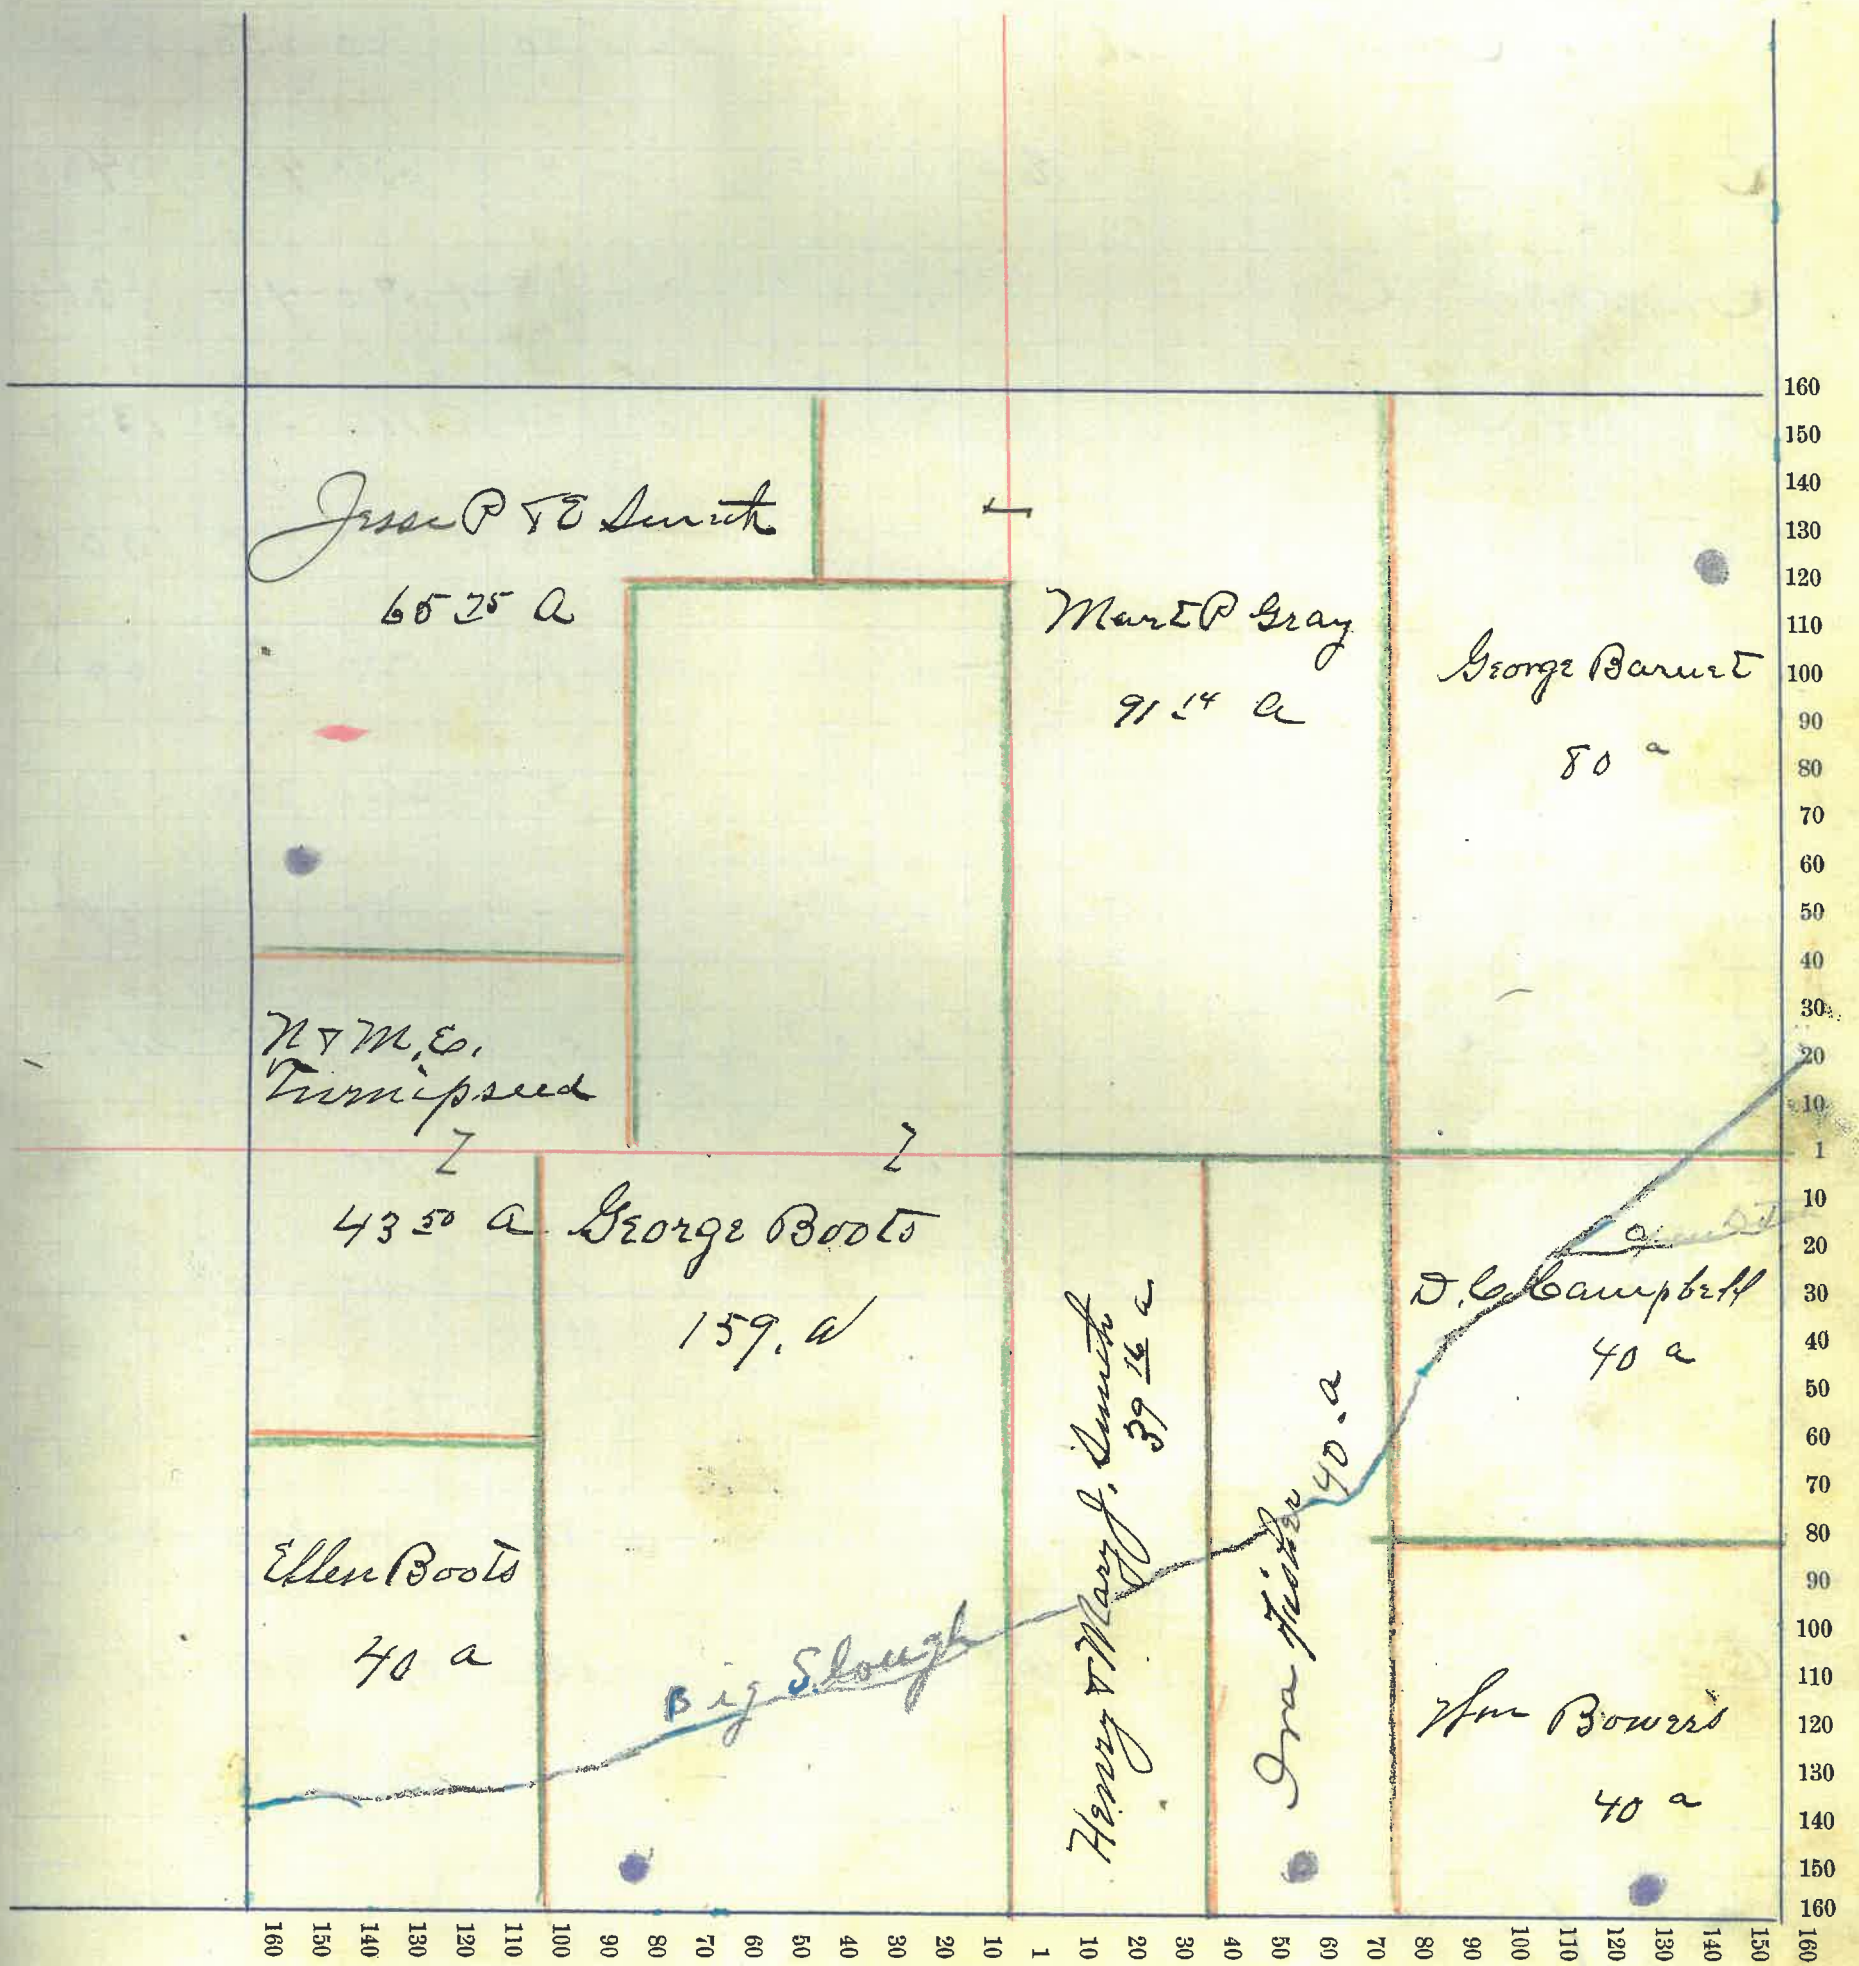 Jesse P & E Smith
65 25 A
Mart P Gray
91 14 a
George Barnet
80 a
N & M. E.
Turnipseed
43 50 a
George Boots
159. a
Ellen Boots
40 a
Big Slough
Henry & Mary J. Smith
39 16 a
Ira Fisher 40. a
D. C. Campbell
40 a
Wm Bowers
40 a
160
150
140
130
120
110
100
90
80
70
60
50
40
30
20
10
1
10
20
30
40
50
60
70
80
90
100
110
120
130
140
150
160
160 150 140 130 120 110 100 90 80 70 60 50 40 30 20 10 1 10 20 30 40 50 60 70 80 90 100 110 120 130 140 150 160